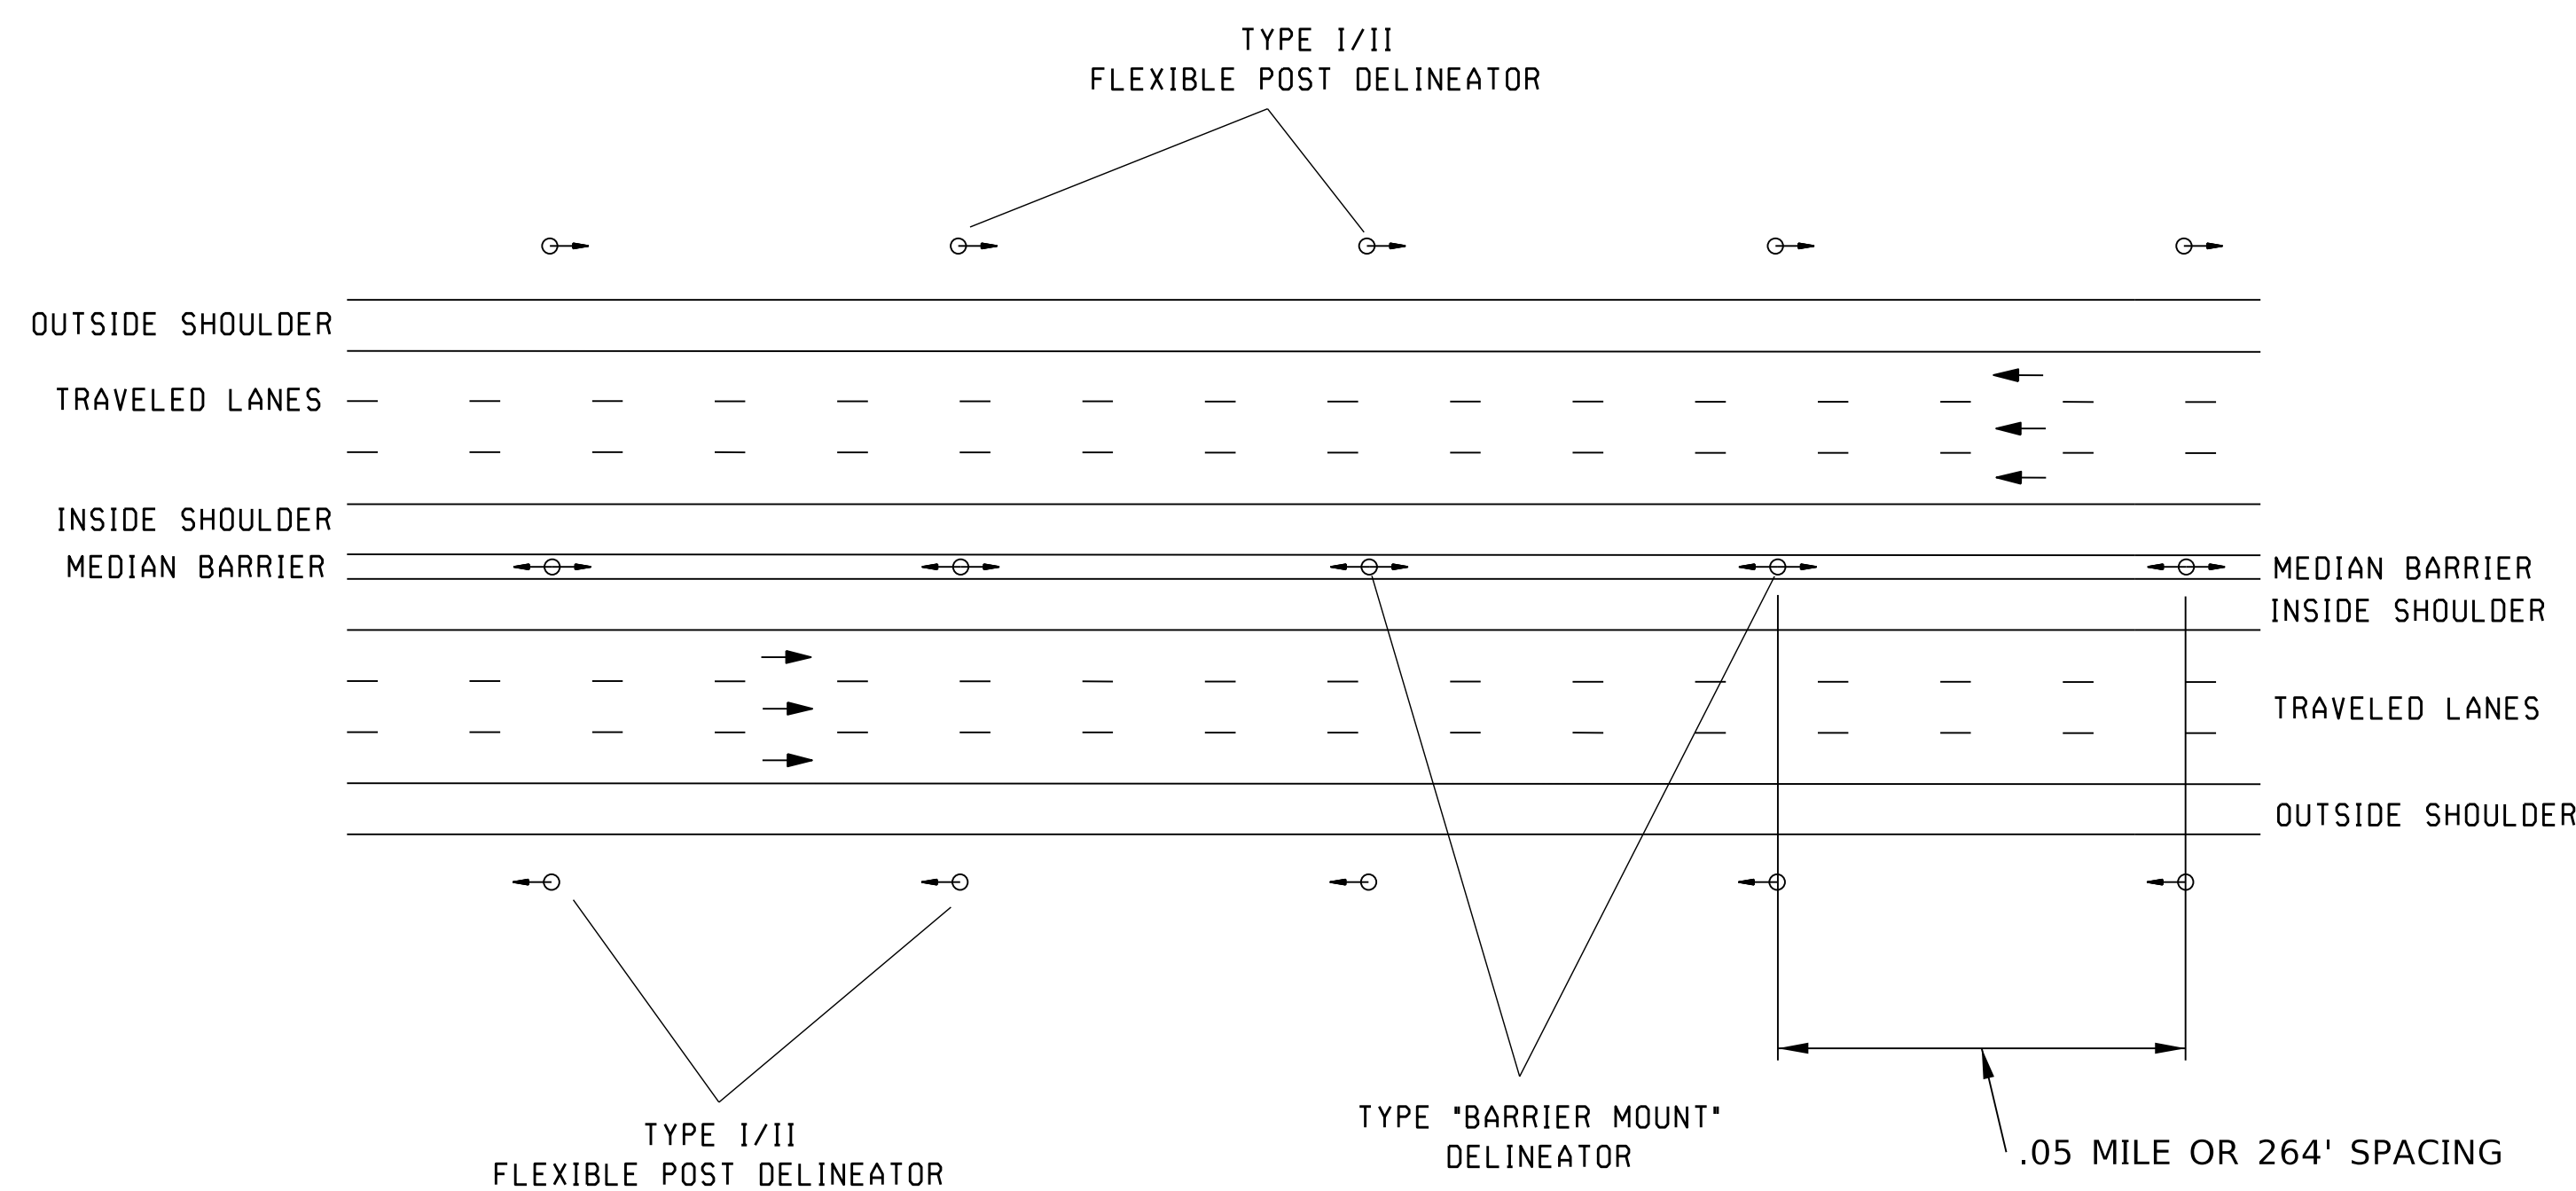 TYPE I/II
FLEXIBLE POST DELINEATOR
OUTSIDE SHOULDER
TRAVELED LANES
INSIDE SHOULDER
MEDIAN BARRIER
MEDIAN BARRIER
INSIDE SHOULDER
TRAVELED LANES
OUTSIDE SHOULDER
TYPE I/II
FLEXIBLE POST DELINEATOR
TYPE "BARRIER MOUNT"
DELINEATOR
.05 MILE OR 264' SPACING